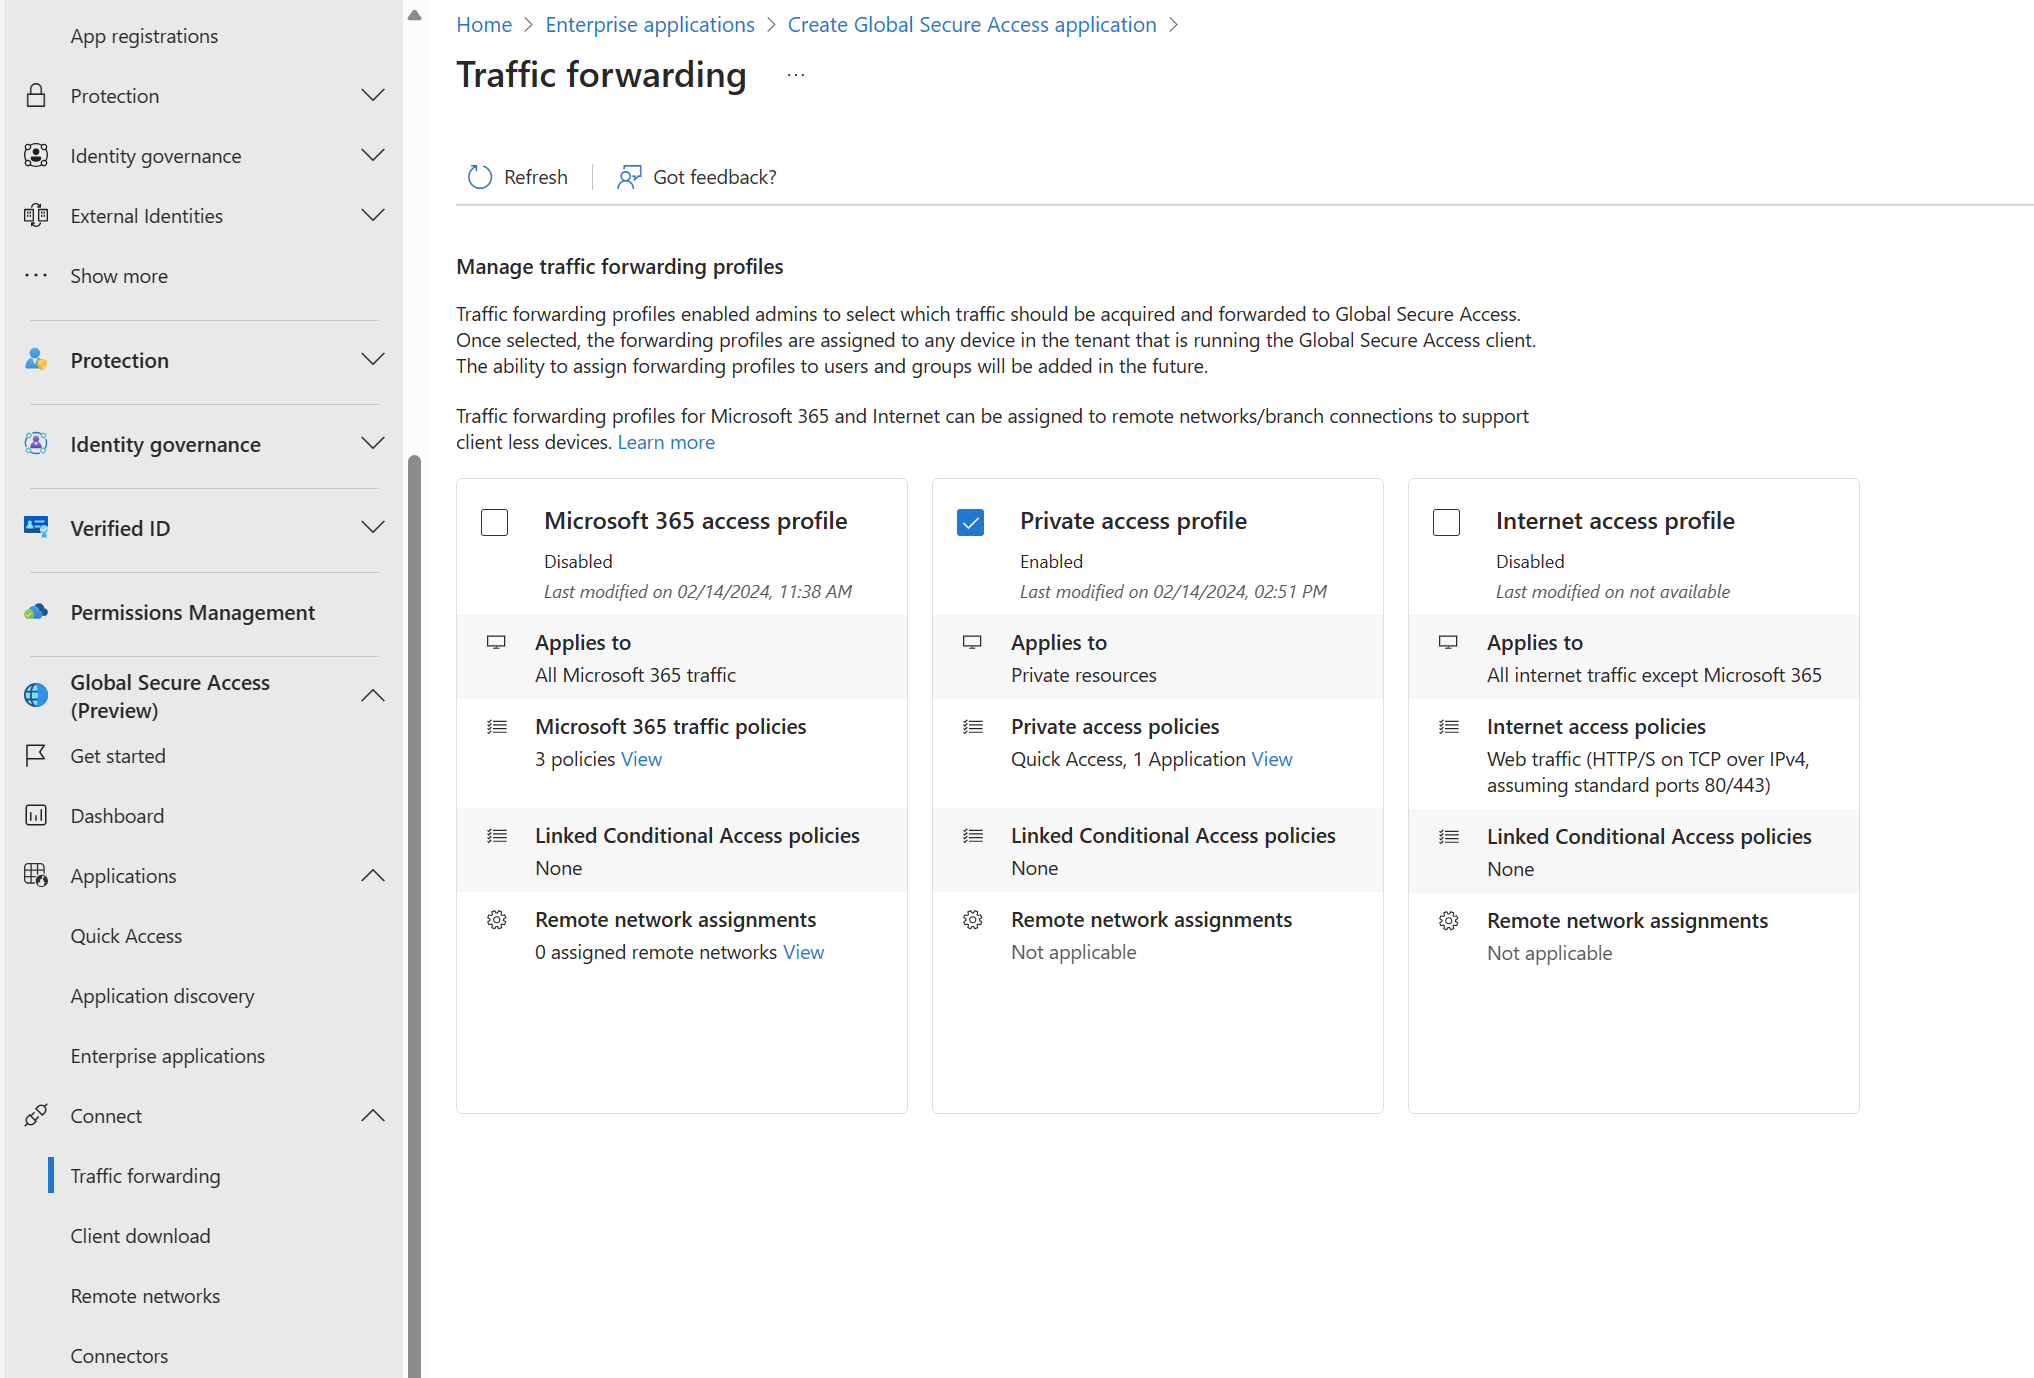 App registrations
Protection
Identity governance
External Identities
Show more
Protection
Identity governance
Verified ID
Permissions Management
Global Secure Access
(Preview)
Get started
Dashboard
Applications
Quick Access
Application discovery
Enterprise applications
Connect
Traffic forwarding
Client download
Remote networks
Connectors
Home > Enterprise applications > Create Global Secure Access application >
Traffic forwarding ...
Refresh
Got feedback?
Manage traffic forwarding profiles
Traffic forwarding profiles enabled admins to select which traffic should be acquired and forwarded to Global Secure Access.
Once selected, the forwarding profiles are assigned to any device in the tenant that is running the Global Secure Access client.
The ability to assign forwarding profiles to users and groups will be added in the future.
Traffic forwarding profiles for Microsoft 365 and Internet can be assigned to remote networks/branch connections to support
client less devices. Learn more
Microsoft 365 access profile
Disabled
Last modified on 02/14/2024, 11:38 AM
Applies to
All Microsoft 365 traffic
Microsoft 365 traffic policies
3 policies View
Linked Conditional Access policies
None
Remote network assignments
0 assigned remote networks View
Private access profile
Enabled
Last modified on 02/14/2024, 02:51 PM
Applies to
Private resources
Private access policies
Quick Access, 1 Application View
Linked Conditional Access policies
None
Remote network assignments
Not applicable
Internet access profile
Disabled
Last modified on not available
Applies to
All internet traffic except Microsoft 365
Internet access policies
Web traffic (HTTP/S on TCP over IPv4,
assuming standard ports 80/443)
Linked Conditional Access policies
None
Remote network assignments
Not applicable